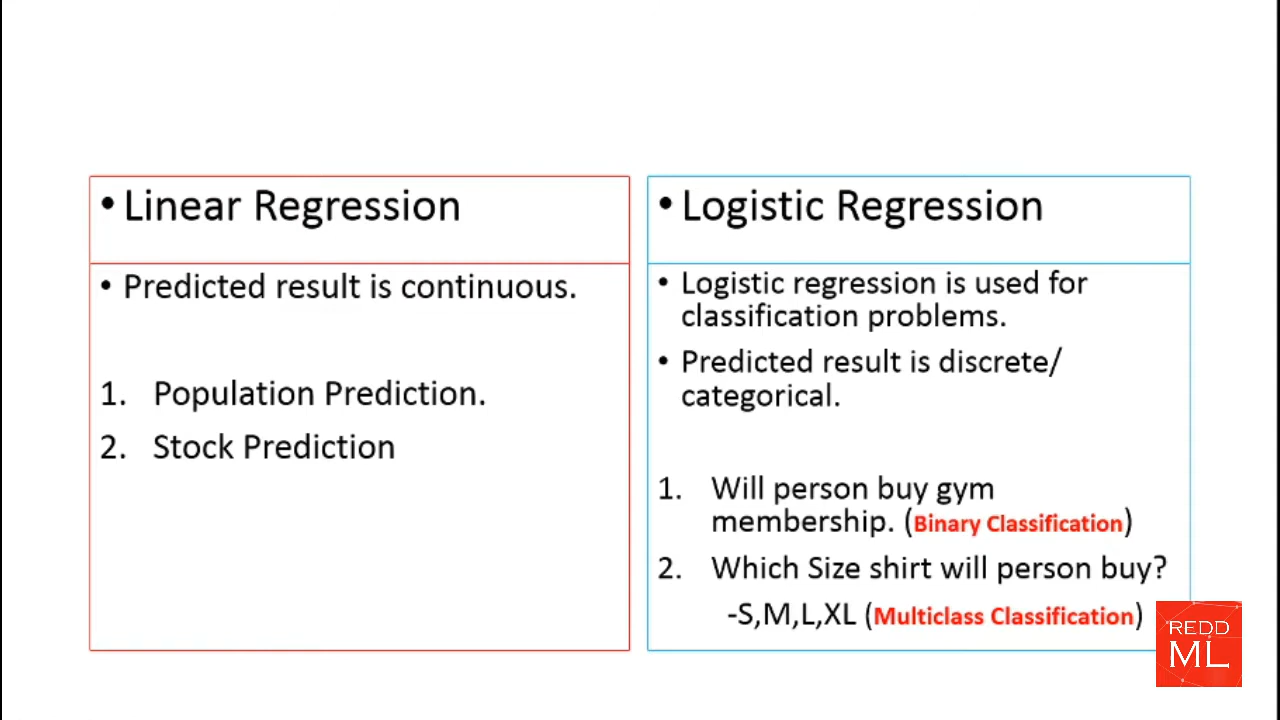 • Linear Regression
• Predicted result is continuous.
1. Population Prediction.
2. Stock Prediction
• Logistic Regression
• Logistic regression is used for
classification problems.
• Predicted result is discrete/
categorical.
1. Will person buy gym
membership. (Binary Classification)
2. Which Size shirt will person buy?
-S,M,L,XL (Multiclass Classification)
REDD
ML